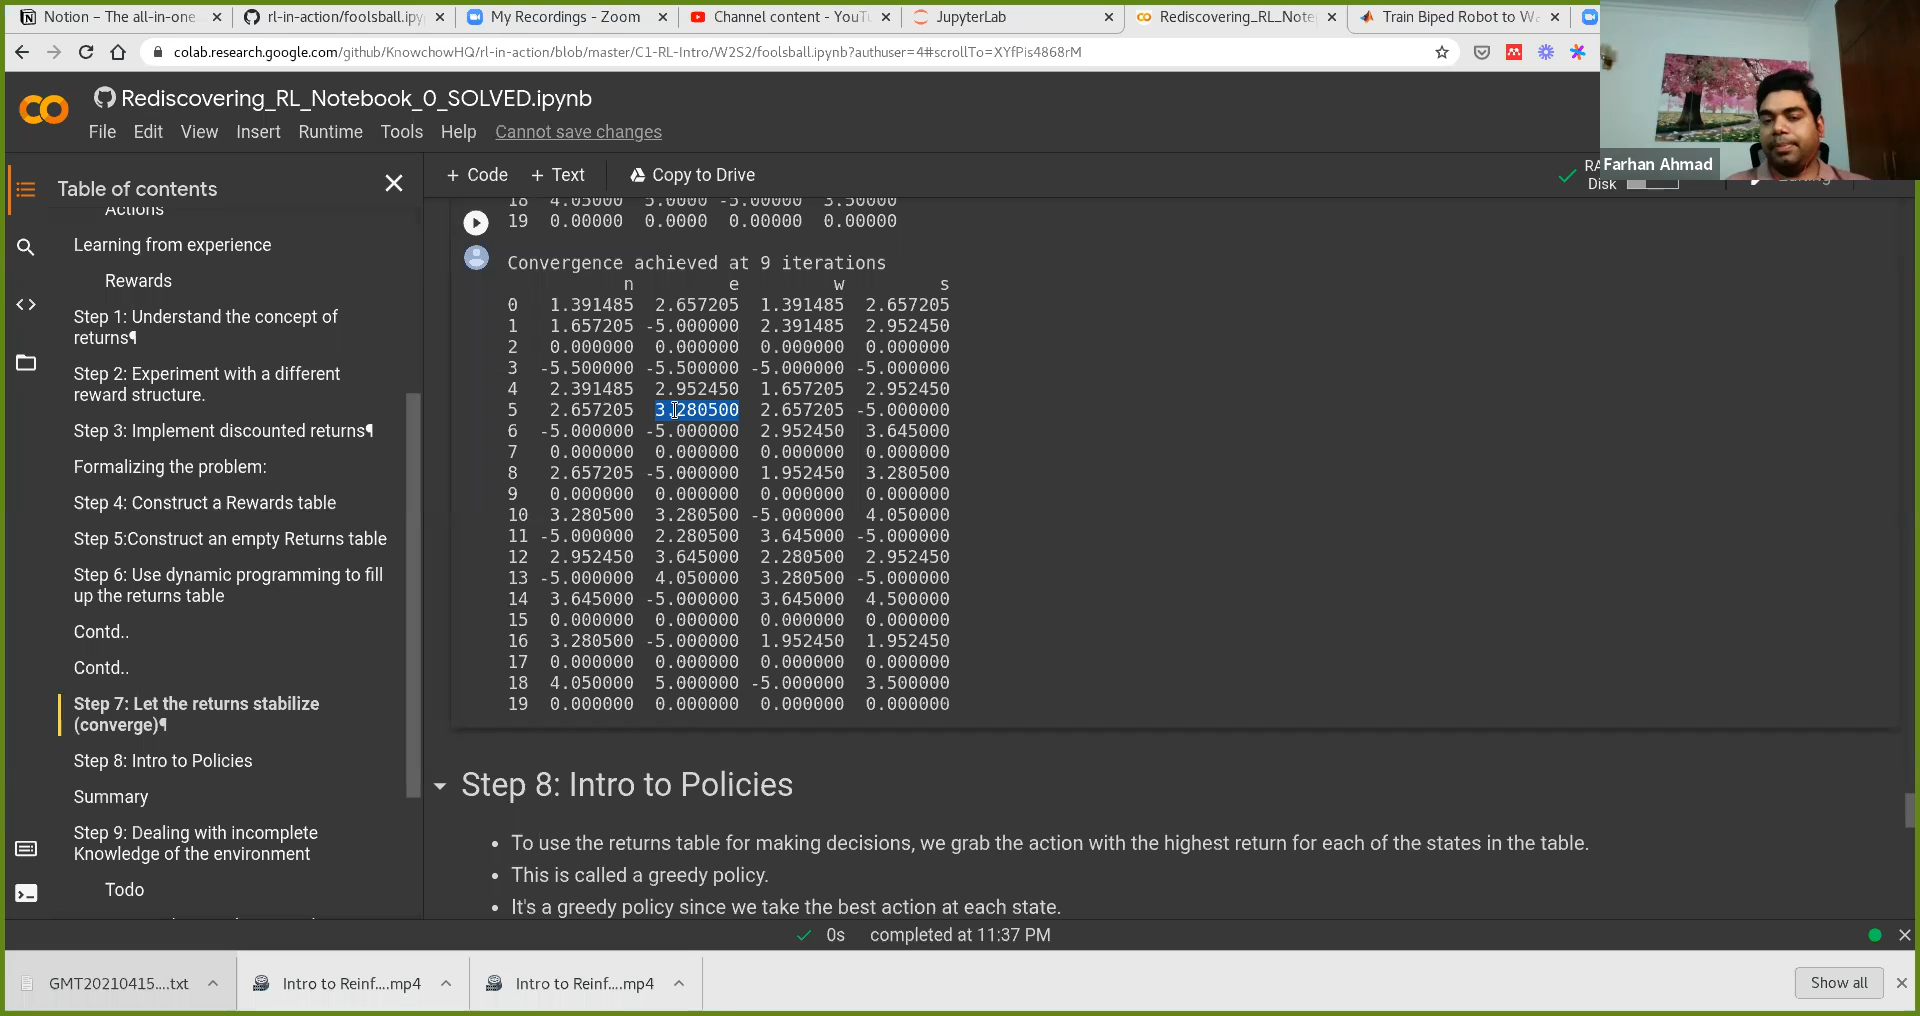 Notion – The all-in-one
rl-in-action/foolsball.ipy
My Recordings - Zoom
Channel content - YouTu
JupyterLab
Rediscovering_RL_Note
Train Biped Robot to Wa
colab.research.google.com/github/KnowchowHQ/rl-in-action/blob/master/C1-RL-Intro/W2S2/foolsball.ipynb?authuser=4#scrollTo=XYfPis4868rM
Rediscovering_RL_Notebook_0_SOLVED.ipynb
File Edit View Insert Runtime Tools Help Cannot save changes
Farhan Ahmad
Table of contents
+ Code + Text Copy to Drive
RA
Disk
Editing
Actions
Learning from experience
Rewards
Step 1: Understand the concept of
returns¶
Step 2: Experiment with a different
reward structure.
Step 3: Implement discounted returns¶
Formalizing the problem:
Step 4: Construct a Rewards table
Step 5:Construct an empty Returns table
Step 6: Use dynamic programming to fill
up the returns table
Contd..
Contd..
Step 7: Let the returns stabilize
(converge)¶
Step 8: Intro to Policies
Summary
Step 9: Dealing with incomplete
Knowledge of the environment
Todo
18 4.05000 5.0000 -5.00000 3.50000
19 0.00000 0.0000 0.00000 0.00000
Convergence achieved at 9 iterations
n e w s
0 1.391485 2.657205 1.391485 2.657205
1 1.657205 -5.000000 2.391485 2.952450
2 0.000000 0.000000 0.000000 0.000000
3 -5.500000 -5.500000 -5.000000 -5.000000
4 2.391485 2.952450 1.657205 2.952450
5 2.657205 3.280500 2.657205 -5.000000
6 -5.000000 -5.000000 2.952450 3.645000
7 0.000000 0.000000 0.000000 0.000000
8 2.657205 -5.000000 1.952450 3.280500
9 0.000000 0.000000 0.000000 0.000000
10 3.280500 3.280500 -5.000000 4.050000
11 -5.000000 2.280500 3.645000 -5.000000
12 2.952450 3.645000 2.280500 2.952450
13 -5.000000 4.050000 3.280500 -5.000000
14 3.645000 -5.000000 3.645000 4.500000
15 0.000000 0.000000 0.000000 0.000000
16 3.280500 -5.000000 1.952450 1.952450
17 0.000000 0.000000 0.000000 0.000000
18 4.050000 5.000000 -5.000000 3.500000
19 0.000000 0.000000 0.000000 0.000000
Step 8: Intro to Policies
• To use the returns table for making decisions, we grab the action with the highest return for each of the states in the table.
• This is called a greedy policy.
• It's a greedy policy since we take the best action at each state.
0s completed at 11:37 PM
GMT20210415....txt
Intro to Reinf....mp4
Intro to Reinf....mp4
Show all